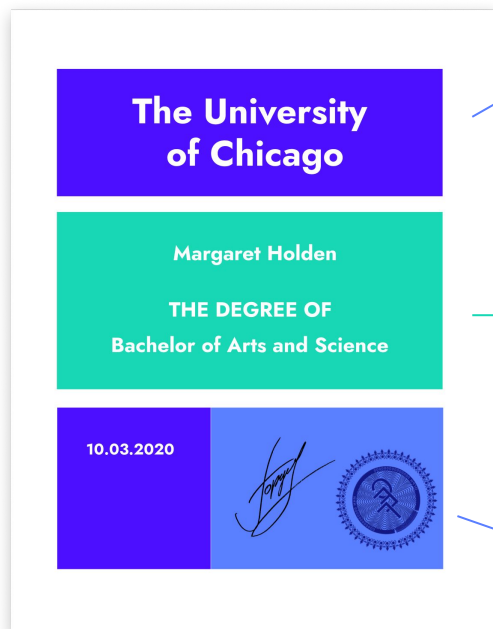 The University
of Chicago
Margaret Holden
THE DEGREE OF
Bachelor of Arts and Science
10.03.2020